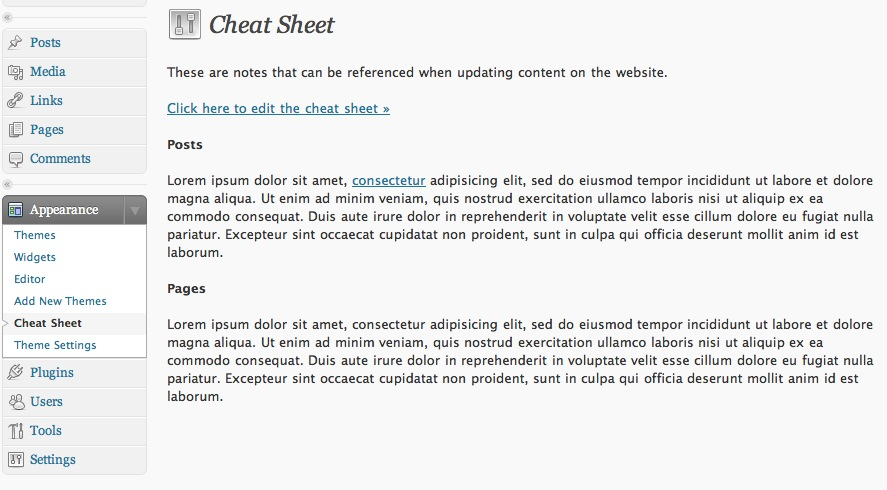 Posts
Media
Links
Pages
Comments
Appearance
Themes
Widgets
Editor
Add New Themes
Cheat Sheet
Theme Settings
Plugins
Users
Tools
Settings
Cheat Sheet
These are notes that can be referenced when updating content on the website.
Click here to edit the cheat sheet »
Posts
Lorem ipsum dolor sit amet, consectetur adipisicing elit, sed do eiusmod tempor incididunt ut labore et dolore
magna aliqua. Ut enim ad minim veniam, quis nostrud exercitation ullamco laboris nisi ut aliquip ex ea
commodo consequat. Duis aute irure dolor in reprehenderit in voluptate velit esse cillum dolore eu fugiat nulla
pariatur. Excepteur sint occaecat cupidatat non proident, sunt in culpa qui officia deserunt mollit anim id est
laborum.
Pages
Lorem ipsum dolor sit amet, consectetur adipisicing elit, sed do eiusmod tempor incididunt ut labore et dolore
magna aliqua. Ut enim ad minim veniam, quis nostrud exercitation ullamco laboris nisi ut aliquip ex ea
commodo consequat. Duis aute irure dolor in reprehenderit in voluptate velit esse cillum dolore eu fugiat nulla
pariatur. Excepteur sint occaecat cupidatat non proident, sunt in culpa qui officia deserunt mollit anim id est
laborum.